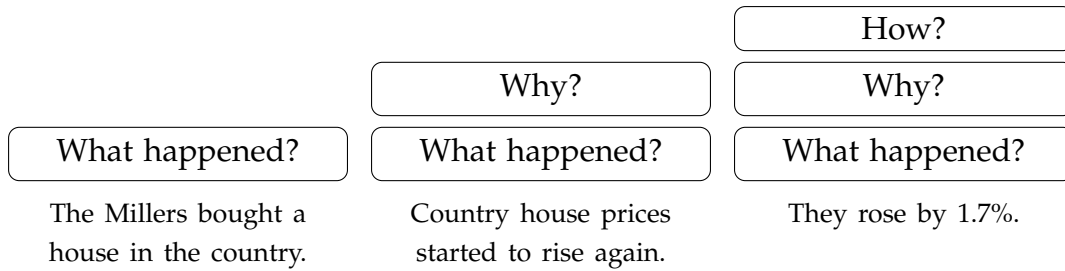 How?
Why?
Why?
What happened?
What happened?
What happened?
The Millers bought a
house in the country.
Country house prices
started to rise again.
They rose by 1.7%.